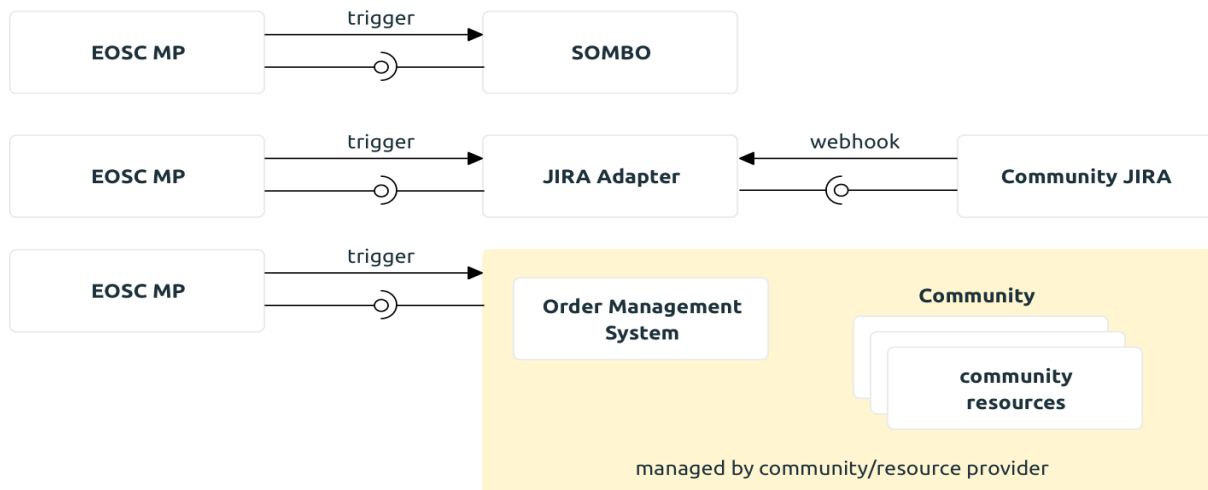 trigger
EOSC MP
SOMBO
trigger
webhook
EOSC MP
JIRA Adapter
Community JIRA
trigger
EOSC MP
Order Management
System
Community
community
resources
managed by community/resource provider